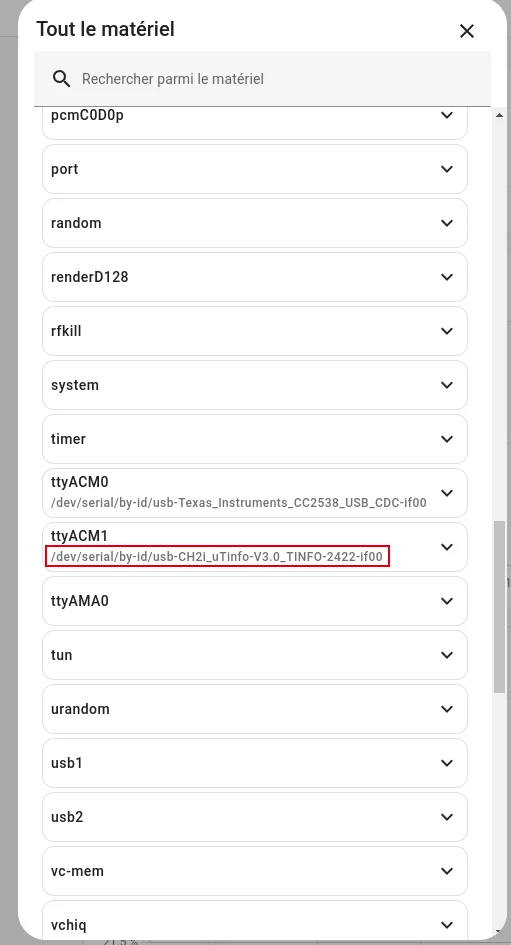 Tout le matériel
Rechercher parmi le matériel
pcmC0D0p
port
random
renderD128
rfkill
system
timer
ttyACM0
/dev/serial/by-id/usb-Texas_Instruments_CC2538_USB_CDC-if00
ttyACM1
/dev/serial/by-id/usb-CH2i_uTinfo-V3.0_TINFO-2422-if00
ttyAMA0
tun
urandom
usb1
usb2
vc-mem
vchiq
21,5 %